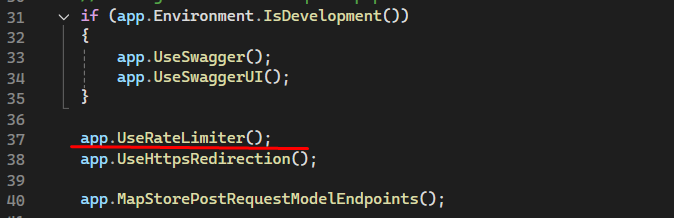 31 if (app.Environment.IsDevelopment())
32 {
33 app.UseSwagger();
34 app.UseSwaggerUI();
35 }
36
37 app.UseRateLimiter();
38 app.UseHttpsRedirection();
39
40 app.MapStorePostRequestModelEndpoints();